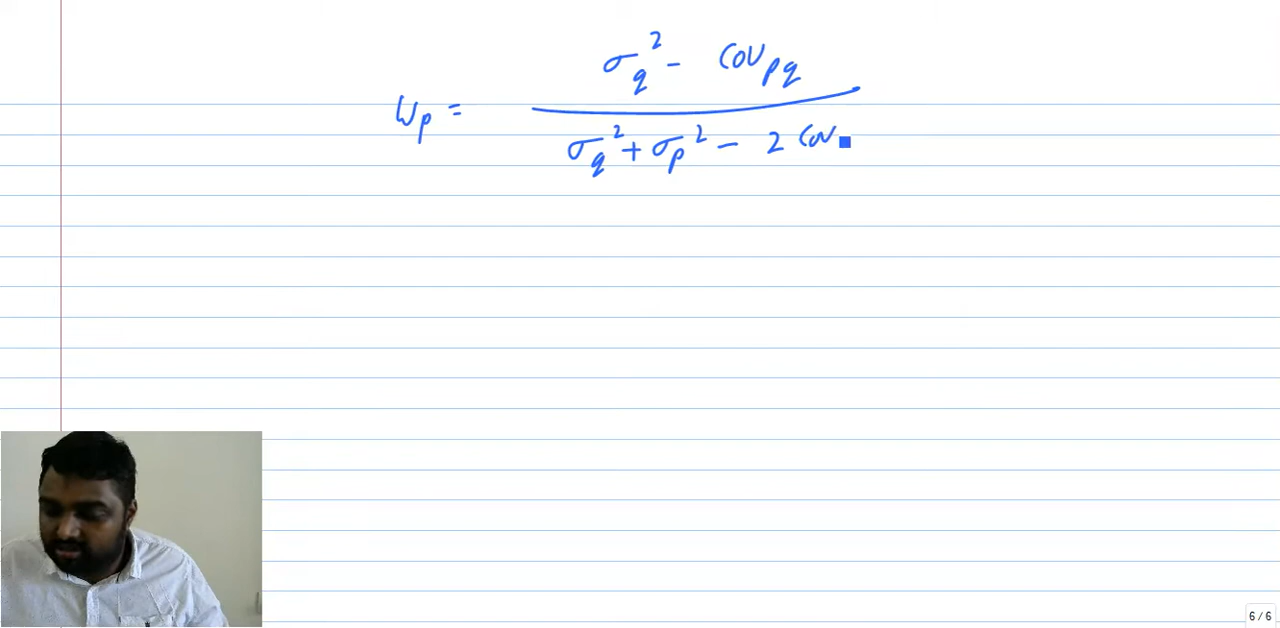 σq² - COVpq
Wp =
σq² + σp² - 2 COV
6 / 6